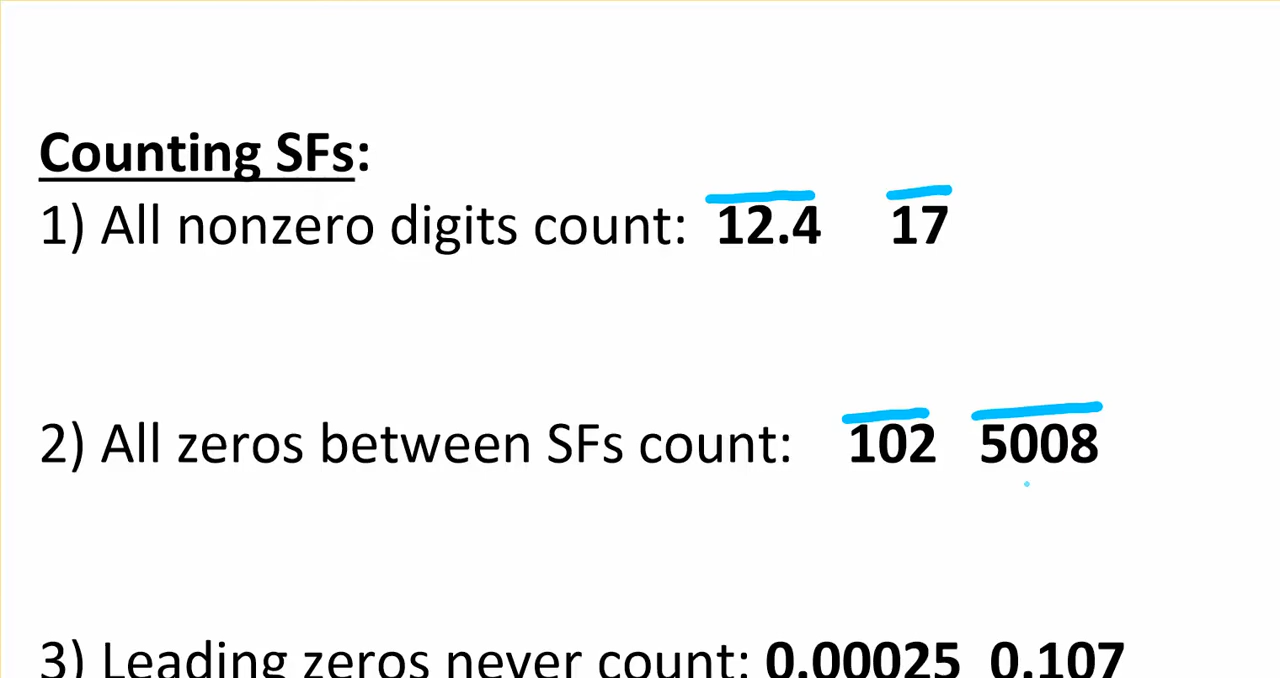 Counting SFs:
1) All nonzero digits count: 12.4 17
2) All zeros between SFs count: 102 5008
3) Leading zeros never count: 0.00025 0.107